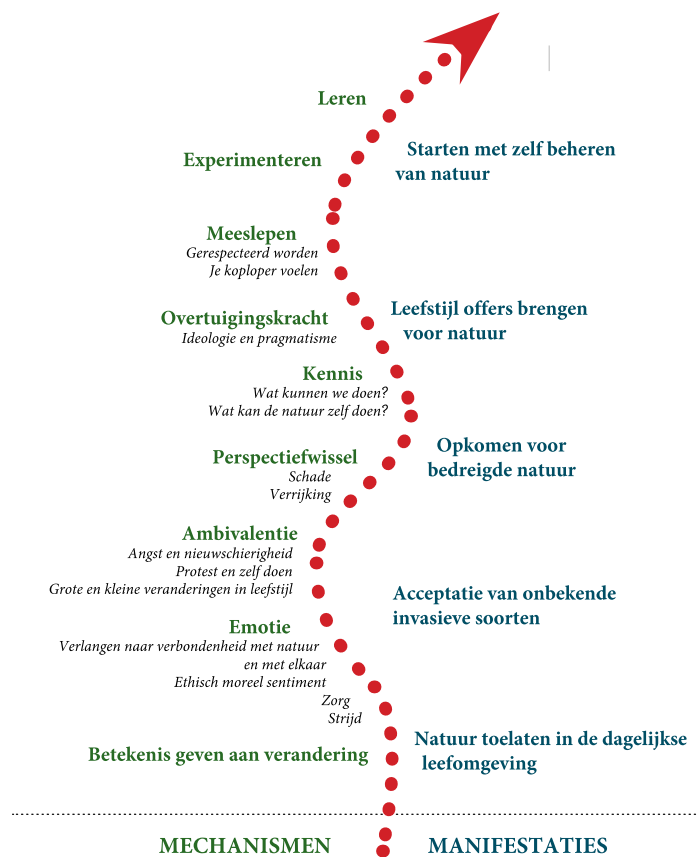 Leren
Experimenteren
Starten met zelf beheren
van natuur
Meeslepen
Gerespecteerd worden
Je koploper voelen
Overtuigingskracht
Ideologie en pragmatisme
Leefstijl offers brengen
voor natuur
Kennis
Wat kunnen we doen?
Wat kan de natuur zelf doen?
Perspectiefwissel
Schade
Verrijking
Opkomen voor
bedreigde natuur
Ambivalentie
Angst en nieuwschierigheid
Protest en zelf doen
Grote en kleine veranderingen in leefstijl
Acceptatie van onbekende
invasieve soorten
Emotie
Verlangen naar verbondenheid met natuur
en met elkaar
Ethisch moreel sentiment
Zorg
Strijd
Betekenis geven aan verandering
Natuur toelaten in de dagelijkse
leefomgeving
MECHANISMEN
MANIFESTATIES